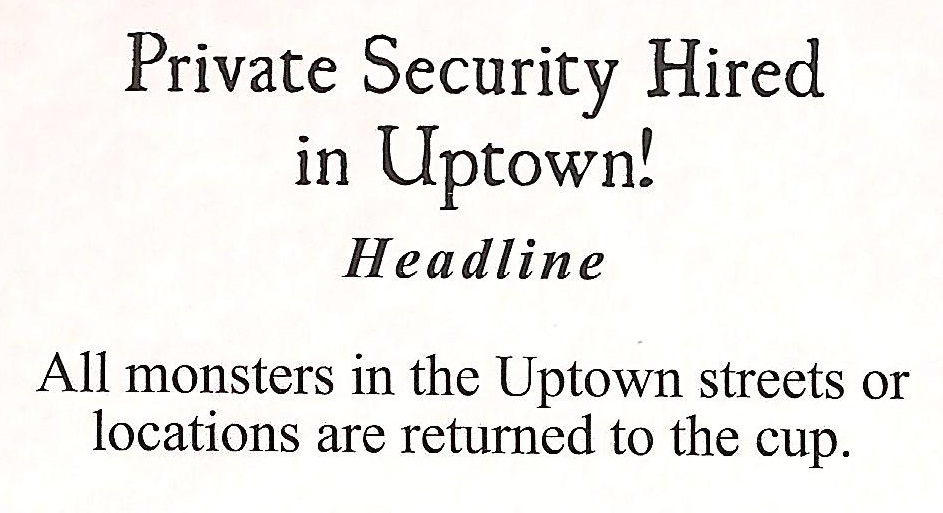 Private Security Hired
in Uptown!
Headline
All monsters in the Uptown streets or
locations are returned to the cup.